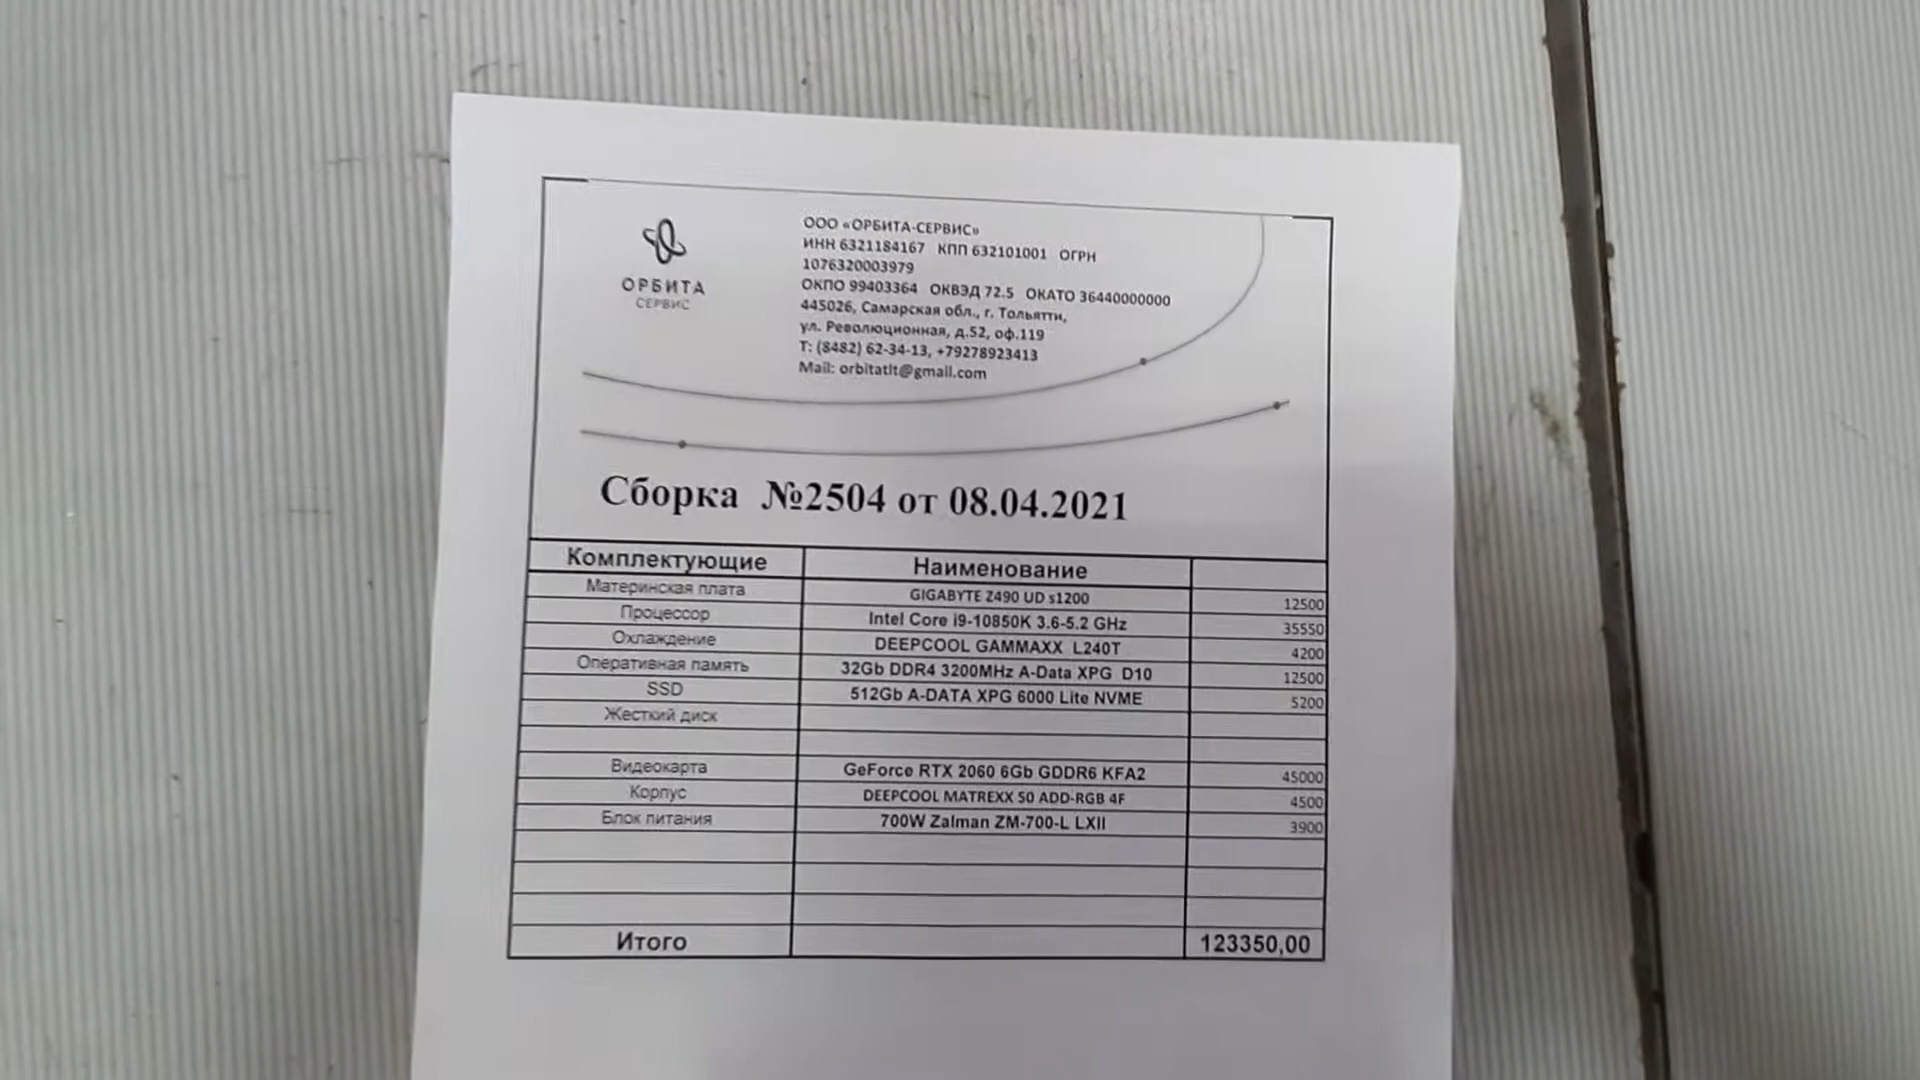 ОРБИТА
СЕРВИС
ООО «ОРБИТА-СЕРВИС»
ИНН 6321184167 КПП 632101001 ОГРН
1076320003979
ОКПО 99403364 ОКВЭД 72.5 ОКАТО 36440000000
445026, Самарская обл., г. Тольятти,
ул. Революционная, д.52, оф.119
Т: (8482) 62-34-13, +79278923413
Mail: orbitatlt@gmail.com
Сборка №2504 от 08.04.2021
Комплектующие Наименование
Материнская плата GIGABYTE Z490 UD s1200 12500
Процессор Intel Core i9-10850K 3.6-5.2 GHz 35550
Охлаждение DEEPCOOL GAMMAXX L240T 4200
Оперативная память 32Gb DDR4 3200MHz A-Data XPG D10 12500
SSD 512Gb A-DATA XPG 6000 Lite NVME 5200
Жесткий диск
Видеокарта GeForce RTX 2060 6Gb GDDR6 KFA2 45000
Корпус DEEPCOOL MATREXX 50 ADD-RGB 4F 4500
Блок питания 700W Zalman ZM-700-L LXII 3900
Итого 123350,00